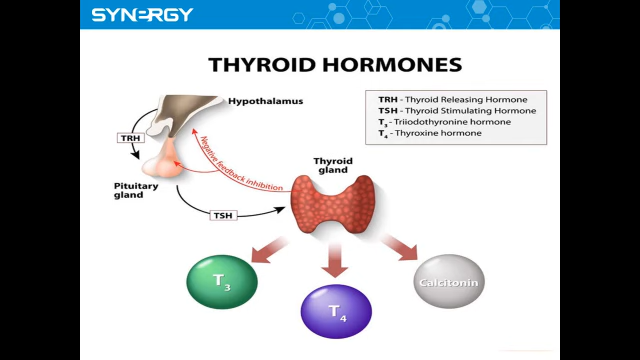 SYNERGY
THYROID HORMONES
Hypothalamus
TRH - Thyroid Releasing Hormone
TSH - Thyroid Stimulating Hormone
T3 - Triiodothyronine hormone
T4 - Thyroxine hormone
TRH
Negative feedback inhibition
Thyroid
gland
Pituitary
gland
TSH
T3
T4
Calcitonin